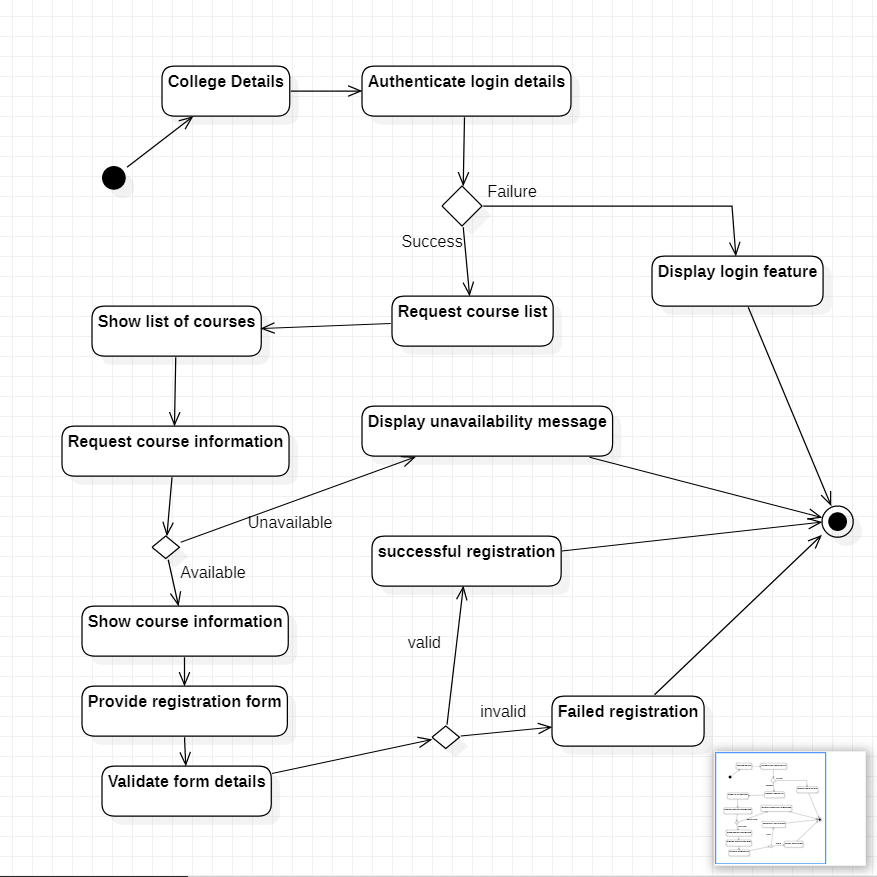 College Details
Authenticate login details
Failure
Success
Display login feature
Request course list
Show list of courses
Display unavailability message
Request course information
Unavailable
successful registration
Available
Show course information
valid
Provide registration form
invalid
Failed registration
Validate form details